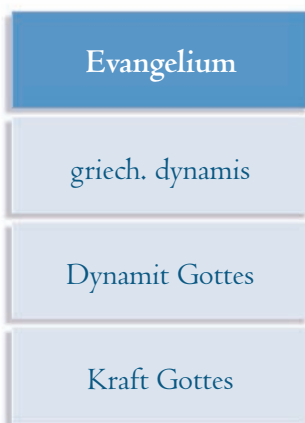 Evangelium
griech. dynamis
Dynamit Gottes
Kraft Gottes